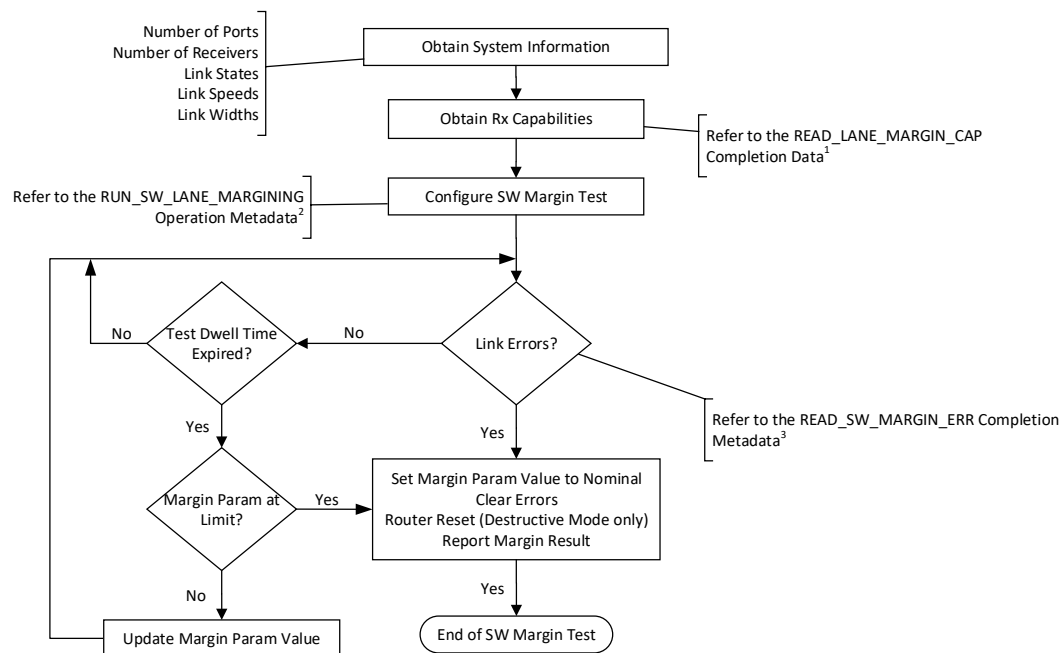 Number of Ports
Number of Receivers
Link States
Link Speeds
Link Widths
Obtain System Information
Obtain Rx Capabilities
Refer to the READ_LANE_MARGIN_CAP
Completion Data1
Refer to the RUN_SW_LANE_MARGINING
Operation Metadata2
Configure SW Margin Test
No
Test Dwell Time
Expired?
No
Link Errors?
Refer to the READ_SW_MARGIN_ERR Completion
Metadata3
Yes
Yes
Margin Param at
Limit?
Yes
Set Margin Param Value to Nominal
Clear Errors
Router Reset (Destructive Mode only)
Report Margin Result
No
Yes
Update Margin Param Value
End of SW Margin Test